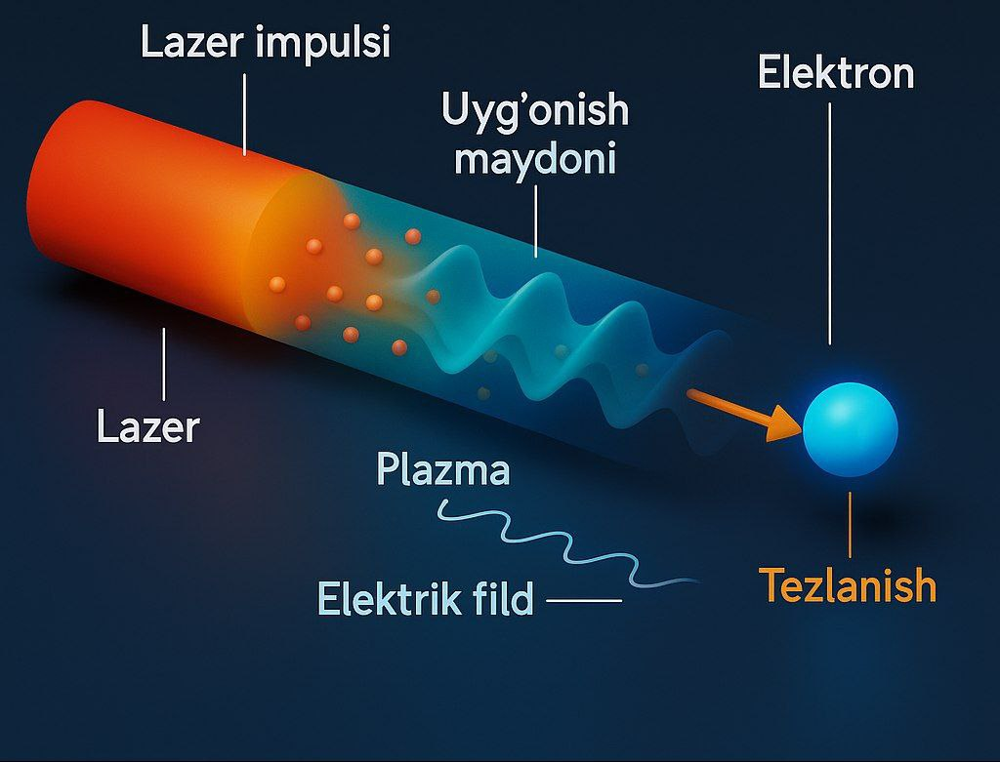 Lazer impulsi
Elektron
Uyg’onish
maydoni
Lazer
Plazma
Elektrik fild
Tezlanish